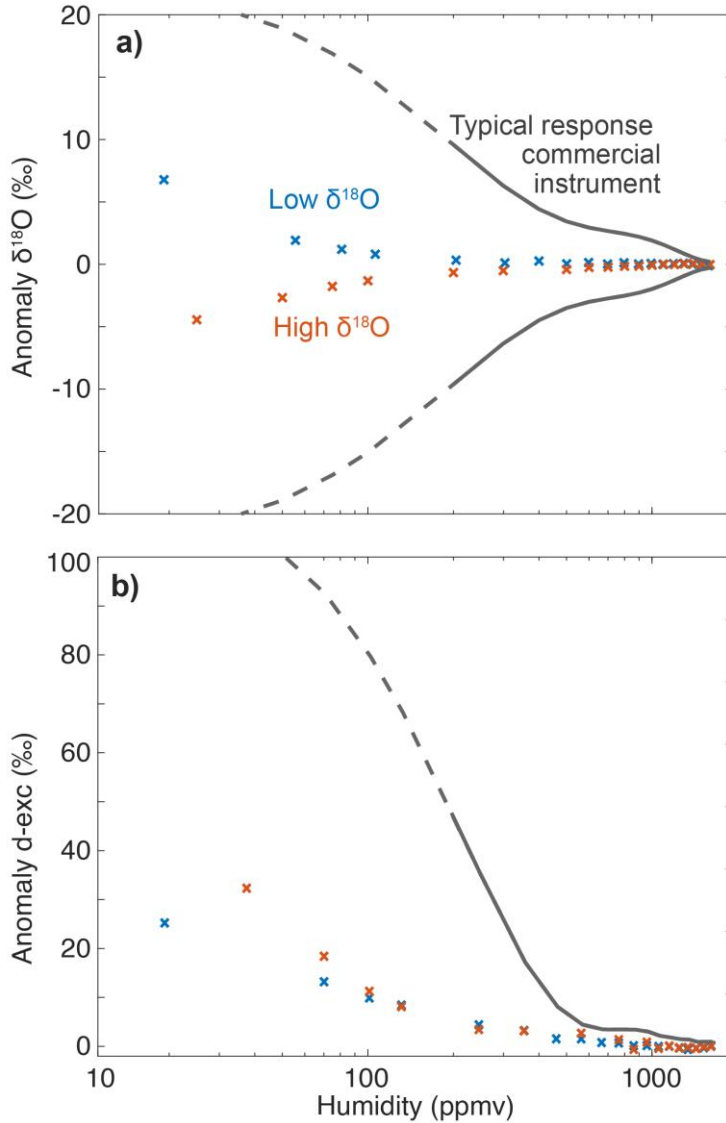 20
a)
Typical response
commercial
instrument
10
Low δ¹⁸O
0
High δ¹⁸O
-10
-20
Anomaly δ¹⁸O (‰)
100
b)
80
60
40
20
0
Anomaly d-exc (‰)
10
100
1000
Humidity (ppmv)